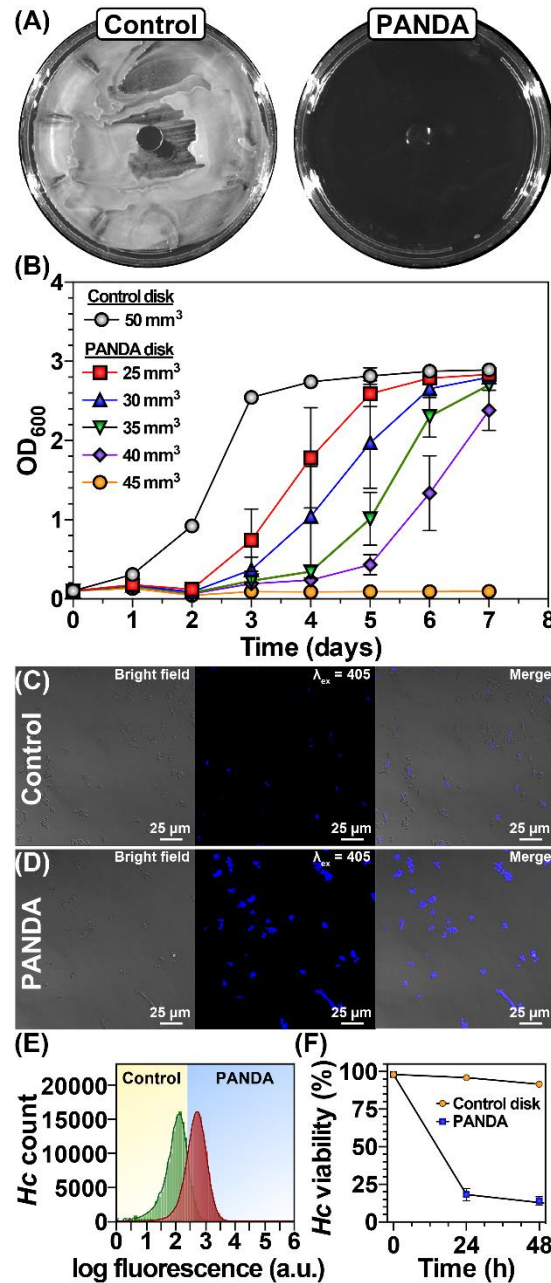 (A)
Control
PANDA
(B)
4
3
2
1
0
OD600
Control disk
50 mm³
PANDA disk
25 mm³
30 mm³
35 mm³
40 mm³
45 mm³
0 1 2 3 4 5 6 7 8
Time (days)
(C)
Control
Bright field
λex = 405
Merge
25 µm
25 µm
25 µm
(D)
PANDA
Bright field
λex = 405
Merge
25 µm
25 µm
25 µm
(E)
Control
PANDA
20000
15000
10000
5000
0
Hc count
0 1 2 3 4 5 6
log fluorescence (a.u.)
(F)
100
75
50
25
0
Hc viability (%)
Control disk
PANDA
0 24 48
Time (h)